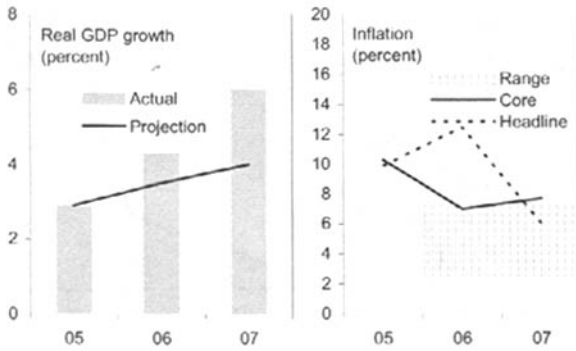 Real GDP growth
(percent)
Actual
Projection
8
6
4
2
0
05 06 07
Inflation
(percent)
Range
Core
Headline
20
18
16
14
12
10
8
6
4
2
0
05 06 07